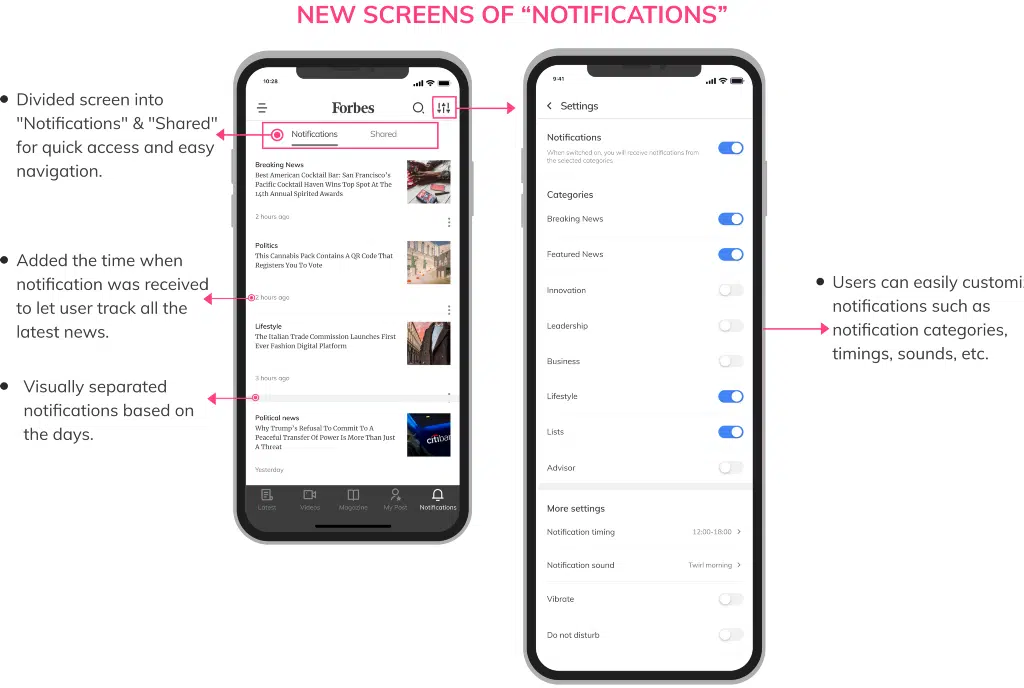 NEW SCREENS OF “NOTIFICATIONS”
Divided screen into
"Notifications" & "Shared"
for quick access and easy
navigation.
Added the time when
notification was received
to let user track all the
latest news.
Visually separated
notifications based on
the days.
10:28
Forbes
Notifications
Shared
Breaking News
Best American Cocktail Bar: San Francisco's
Pacific Cocktail Haven Wins Top Spot At The
14th Annual Spirited Awards
2 hours ago
Politics
This Cannabis Pack Contains A QR Code That
Registers You To Vote
2 hours ago
Lifestyle
The Italian Trade Commission Launches First
Ever Fashion Digital Platform
3 hours ago
Political news
Why Trump's Refusal To Commit To A
Peaceful Transfer Of Power Is More Than Just
A Threat
citiban
Yesterday
Latest
Videos
Magazine
My Post
Notifications
9:41
Settings
Notifications
When switched on, you will receive notifications from
the selected categories.
Categories
Breaking News
Featured News
Innovation
Leadership
Business
Lifestyle
Lists
Advisor
More settings
Notification timing 12:00-18:00
Notification sound Twirl morning
Vibrate
Do not disturb
Users can easily customi
notifications such as
notification categories,
timings, sounds, etc.